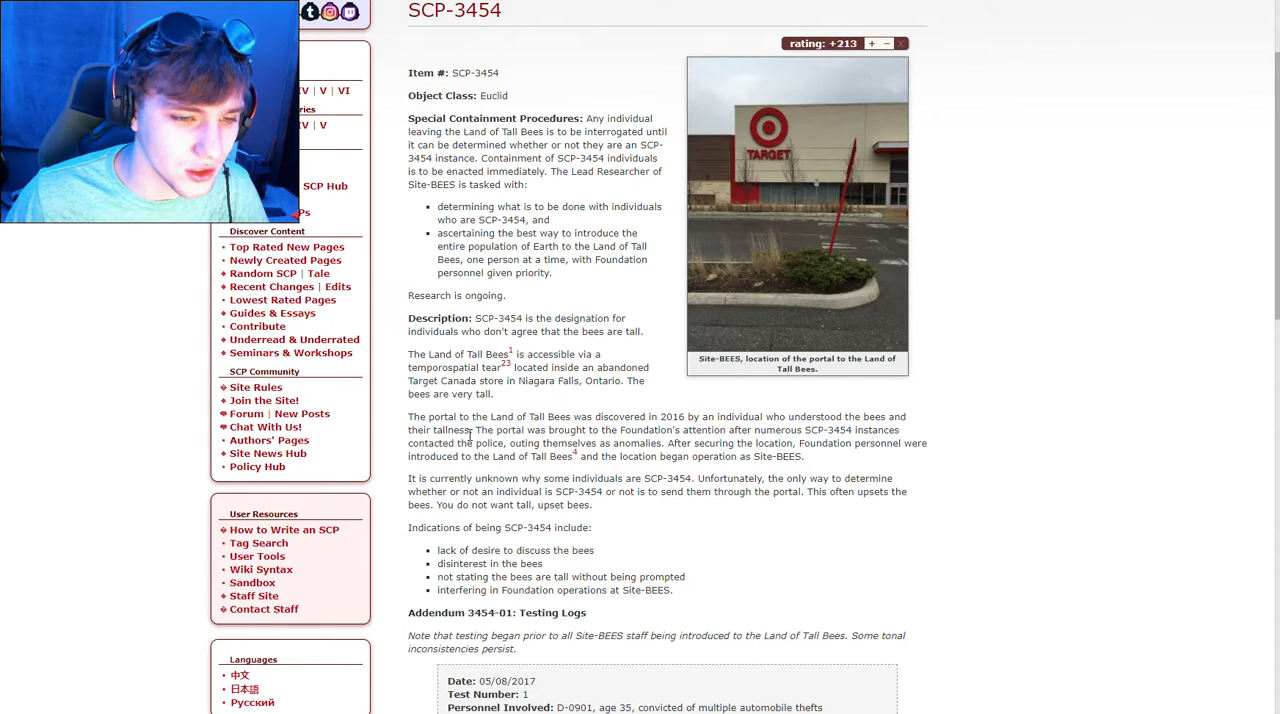 SCP-3454
rating: +213 + − X
Item #: SCP-3454
Object Class: Euclid
Special Containment Procedures: Any individual
leaving the Land of Tall Bees is to be interrogated until
it can be determined whether or not they are an SCP-
3454 instance. Containment of SCP-3454 individuals
is to be enacted immediately. The Lead Researcher of
Site-BEES is tasked with:
determining what is to be done with individuals
who are SCP-3454, and
ascertaining the best way to introduce the
entire population of Earth to the Land of Tall
Bees, one person at a time, with Foundation
personnel given priority.
Research is ongoing.
TARGET
Site-BEES, location of the portal to the Land of
Tall Bees.
Description: SCP-3454 is the designation for
individuals who don't agree that the bees are tall.
The Land of Tall Bees1 is accessible via a
temporospatial tear23 located inside an abandoned
Target Canada store in Niagara Falls, Ontario. The
bees are very tall.
The portal to the Land of Tall Bees was discovered in 2016 by an individual who understood the bees and
their tallness. The portal was brought to the Foundation's attention after numerous SCP-3454 instances
contacted the police, outing themselves as anomalies. After securing the location, Foundation personnel were
introduced to the Land of Tall Bees4 and the location began operation as Site-BEES.
It is currently unknown why some individuals are SCP-3454. Unfortunately, the only way to determine
whether or not an individual is SCP-3454 or not is to send them through the portal. This often upsets the
bees. You do not want tall, upset bees.
Indications of being SCP-3454 include:
lack of desire to discuss the bees
disinterest in the bees
not stating the bees are tall without being prompted
interfering in Foundation operations at Site-BEES.
Addendum 3454-01: Testing Logs
Note that testing began prior to all Site-BEES staff being introduced to the Land of Tall Bees. Some tonal
inconsistencies persist.
Date: 05/08/2017
Test Number: 1
Personnel Involved: D-0901, age 35, convicted of multiple automobile thefts
IV | V | VI
ries
IV | V
SCP Hub
Ps
Discover Content
Top Rated New Pages
Newly Created Pages
Random SCP | Tale
Recent Changes | Edits
Lowest Rated Pages
Guides & Essays
Contribute
Underread & Underrated
Seminars & Workshops
SCP Community
Site Rules
Join the Site!
Forum | New Posts
Chat With Us!
Authors' Pages
Site News Hub
Policy Hub
User Resources
How to Write an SCP
Tag Search
User Tools
Wiki Syntax
Sandbox
Staff Site
Contact Staff
Languages
中文
日本語
Русский